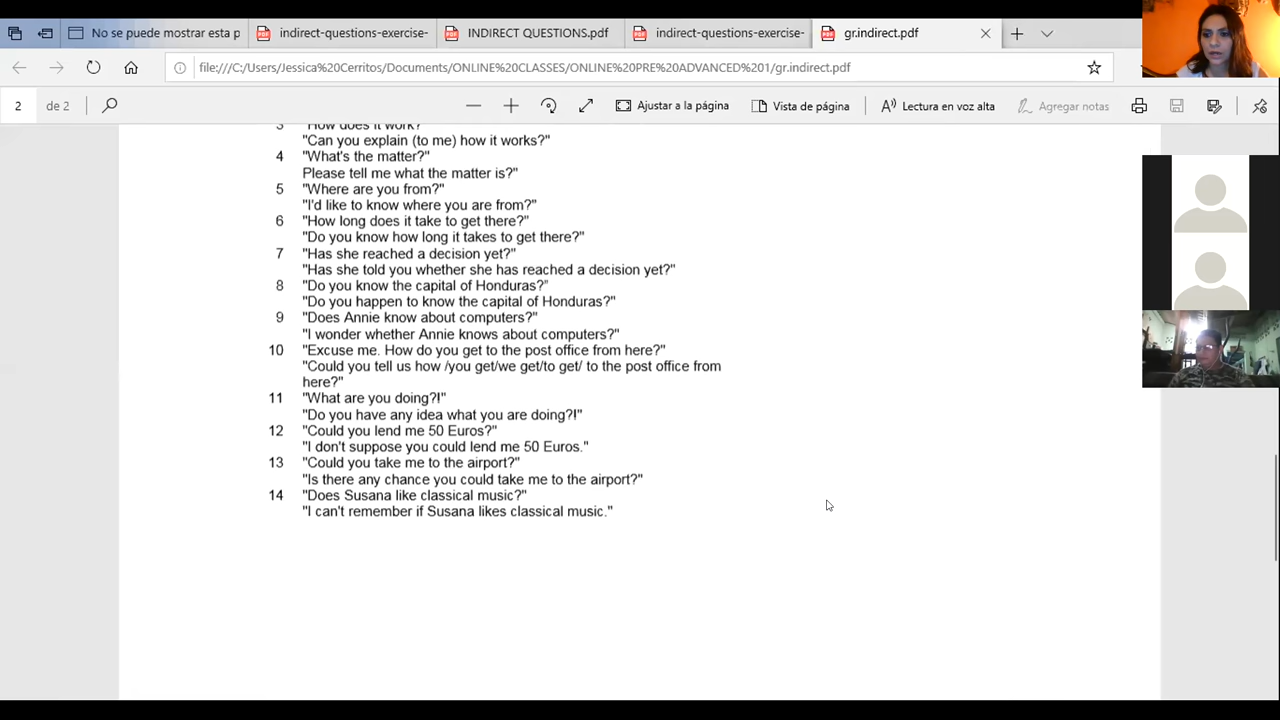 No se puede mostrar esta p
indirect-questions-exercise-
INDIRECT QUESTIONS.pdf
indirect-questions-exercise-
gr.indirect.pdf
file:///C:/Users/Jessica%20Cerritos/Documents/ONLINE%20CLASSES/ONLINE%20PRE%20ADVANCED%201/gr.indirect.pdf
2 de 2
Ajustar a la página
Vista de página
Lectura en voz alta
Agregar notas
3 "How does it work?"
"Can you explain (to me) how it works?"
4 "What's the matter?"
Please tell me what the matter is?"
5 "Where are you from?"
"I'd like to know where you are from?"
6 "How long does it take to get there?"
"Do you know how long it takes to get there?"
7 "Has she reached a decision yet?"
"Has she told you whether she has reached a decision yet?"
8 "Do you know the capital of Honduras?"
"Do you happen to know the capital of Honduras?"
9 "Does Annie know about computers?"
"I wonder whether Annie knows about computers?"
10 "Excuse me. How do you get to the post office from here?"
"Could you tell us how /you get/we get/to get/ to the post office from
here?"
11 "What are you doing?!"
"Do you have any idea what you are doing?!"
12 "Could you lend me 50 Euros?"
"I don't suppose you could lend me 50 Euros."
13 "Could you take me to the airport?"
"Is there any chance you could take me to the airport?"
14 "Does Susana like classical music?"
"I can't remember if Susana likes classical music."